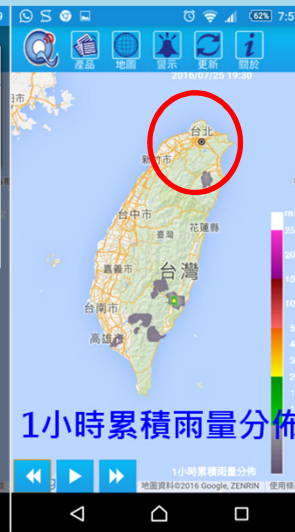 62% 7:5
產品 地圖 警示 更新 關於
2016/07/25 19:30
台北
新竹市
台中市
花蓮縣
臺灣
嘉義市
台灣
台南市
高雄
1小時累積雨量分佈
1小時累積雨量分佈
地圖資料©2016 Google, ZENRIN 使用條